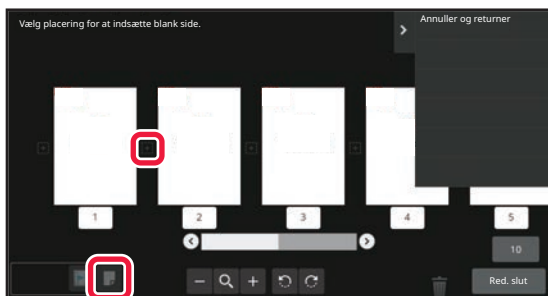 Vælg placering for at indsætte blank side.
Annuller og returner
1
2
3
4
5
10
Red. slut